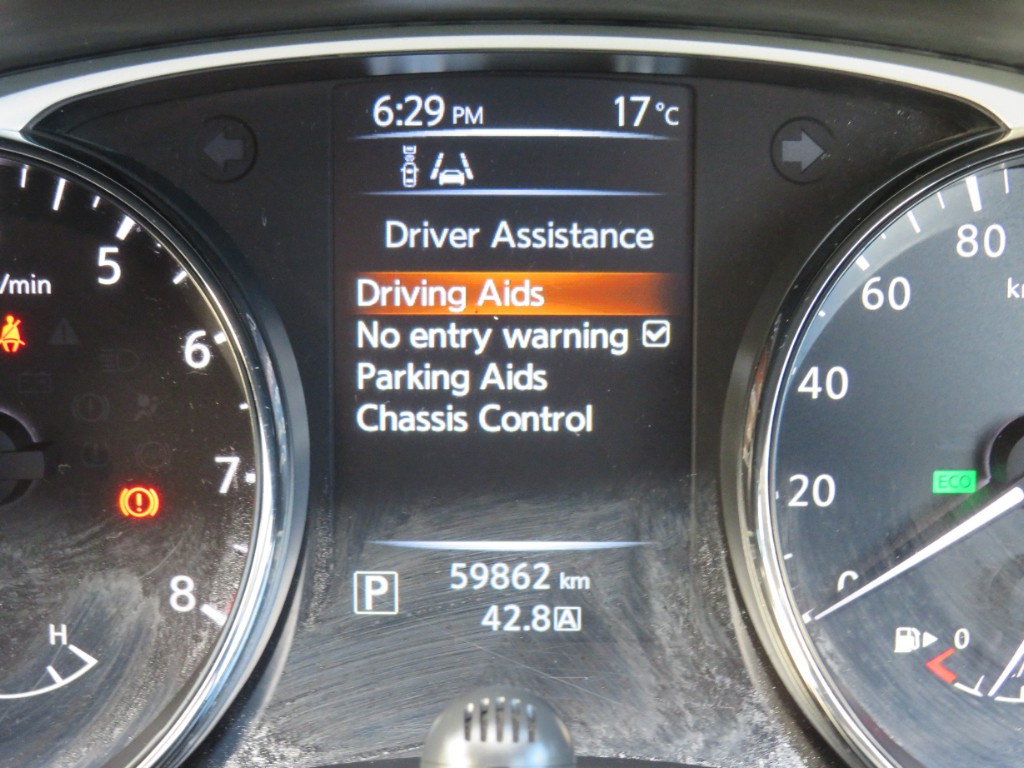 6:29 PM 17°C
Driver Assistance
Driving Aids
No entry warning
Parking Aids
Chassis Control
P 59862 km
42.8 A
5
/min
6
7
8
H
80
60
40
20
ECO
0
0